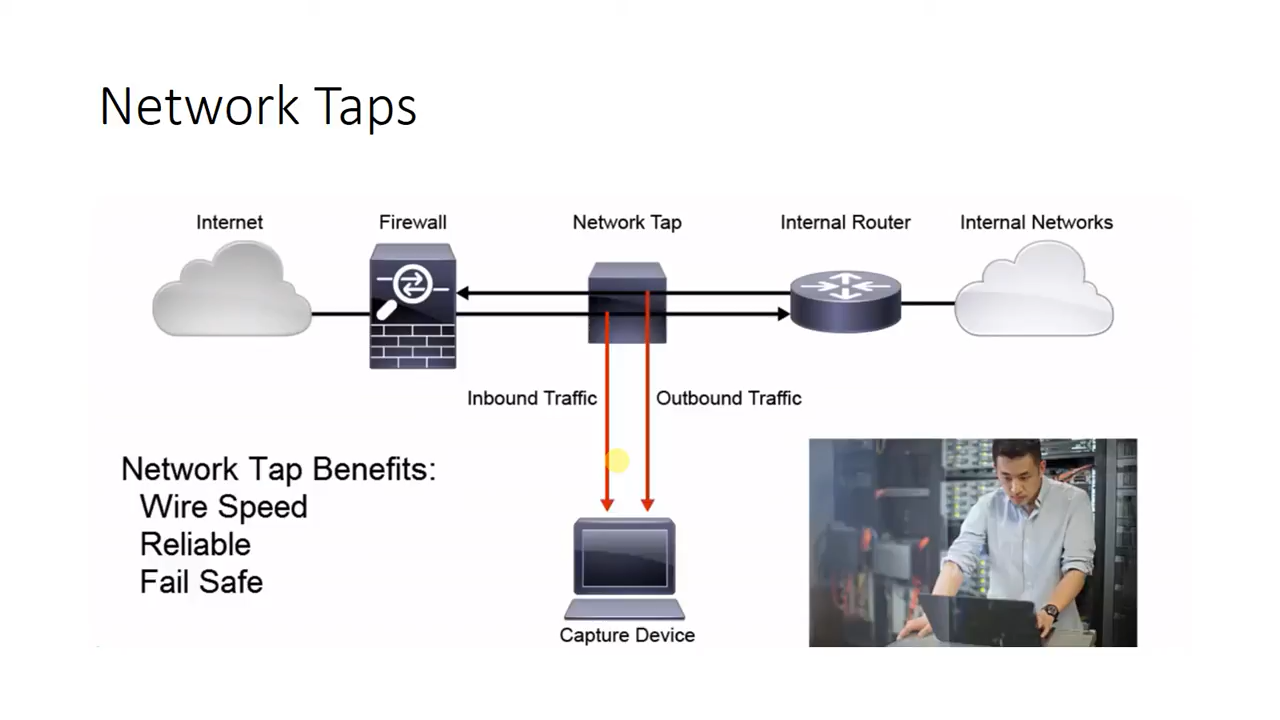 Network Taps
Internet
Firewall
Network Tap
Internal Router
Internal Networks
Inbound Traffic
Outbound Traffic
Network Tap Benefits:
Wire Speed
Reliable
Fail Safe
Capture Device